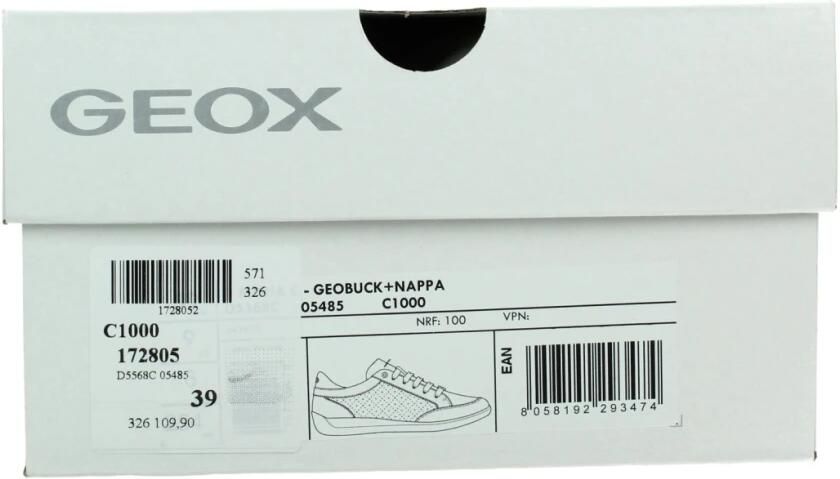 GEOX
571
326
1728052
C1000
172805
D5568C 05485
39
326 109,90
- GEOBUCK+NAPPA
05485 C1000
NRF: 100 VPN:
EAN
8 058192 293474